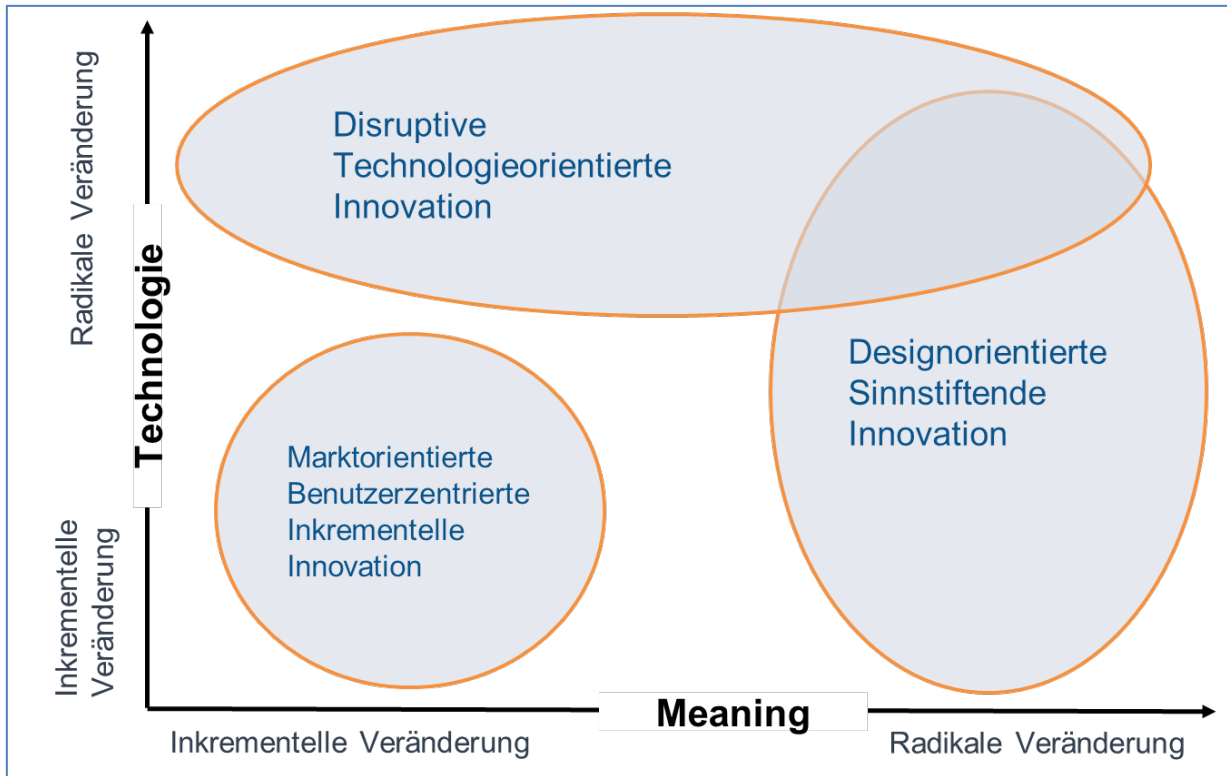 Radikale Veränderung
Technologie
Inkrementelle
Veränderung
Disruptive
Technologieorientierte
Innovation
Designorientierte
Sinnstiftende
Innovation
Marktorientierte
Benutzerzentrierte
Inkrementelle
Innovation
Meaning
Inkrementelle Veränderung
Radikale Veränderung